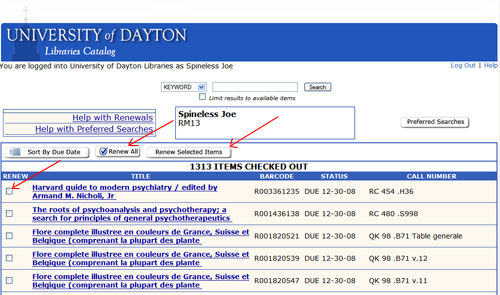 UNIVERSITY of DAYTON
Libraries Catalog
You are logged into University of Dayton Libraries as Spineless Joe
Log Out | Help
KEYWORD
Search
Limit results to available items
Help with Renewals
Help with Preferred Searches
Spineless Joe
RM13
Preferred Searches
Sort By Due Date
Renew All
Renew Selected Items
1313 ITEMS CHECKED OUT
RENEW TITLE BARCODE STATUS CALL NUMBER
Harvard guide to modern psychiatry / edited by
Armand M. Nicholi, Jr
R003361235 DUE 12-30-08 RC 454 .H36
The roots of psychoanalysis and psychotherapy; a
search for principles of general psychotherapeutics
R001436138 DUE 12-30-08 RC 480 .S998
Flore complete illustree en couleurs de Grance, Suisse et
Belgique (comprenant la plupart des plante
R001820521 DUE 12-30-08 QK 98 .B71 Table generale
Flore complete illustree en couleurs de Grance, Suisse et
Belgique (comprenant la plupart des plante
R001820539 DUE 12-30-08 QK 98 .B71 v.12
Flore complete illustree en couleurs de Grance, Suisse et
Belgique (comprenant la plupart des plante
R001820547 DUE 12-30-08 QK 98 .B71 v.11